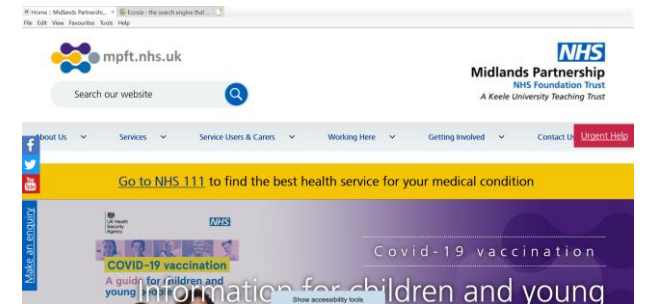 Home : Midlands Partnershi...
Ecosia - the search engine that ...
File Edit View Favourites Tools Help
mpft.nhs.uk
NHS
Midlands Partnership
NHS Foundation Trust
A Keele University Teaching Trust
Search our website
About Us Services Service Users & Carers Working Here Getting Involved Contact Us Urgent Help
Go to NHS 111 to find the best health service for your medical condition
Make an enquiry
UK Health
Security
Agency
NHS
COVID-19 vaccination
A guide for children and
young people
Covid-19 vaccination
Information for children and young
Show accessibility tools